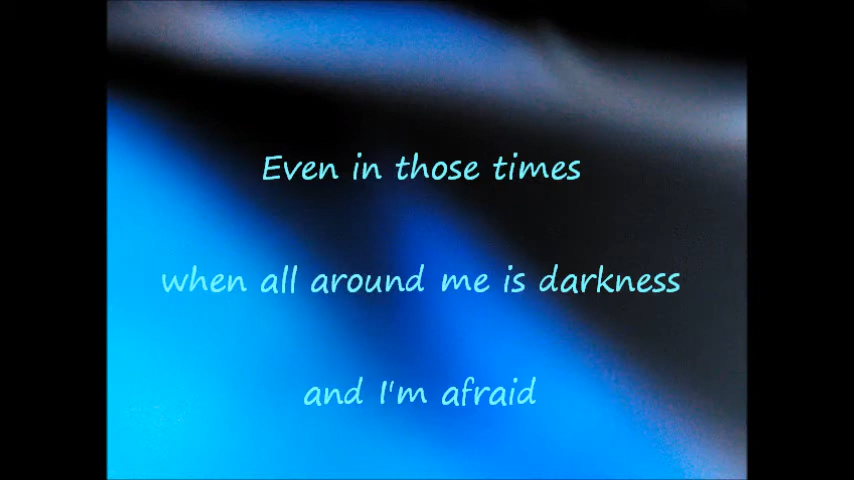 Even in those times
when all around me is darkness
and I'm afraid